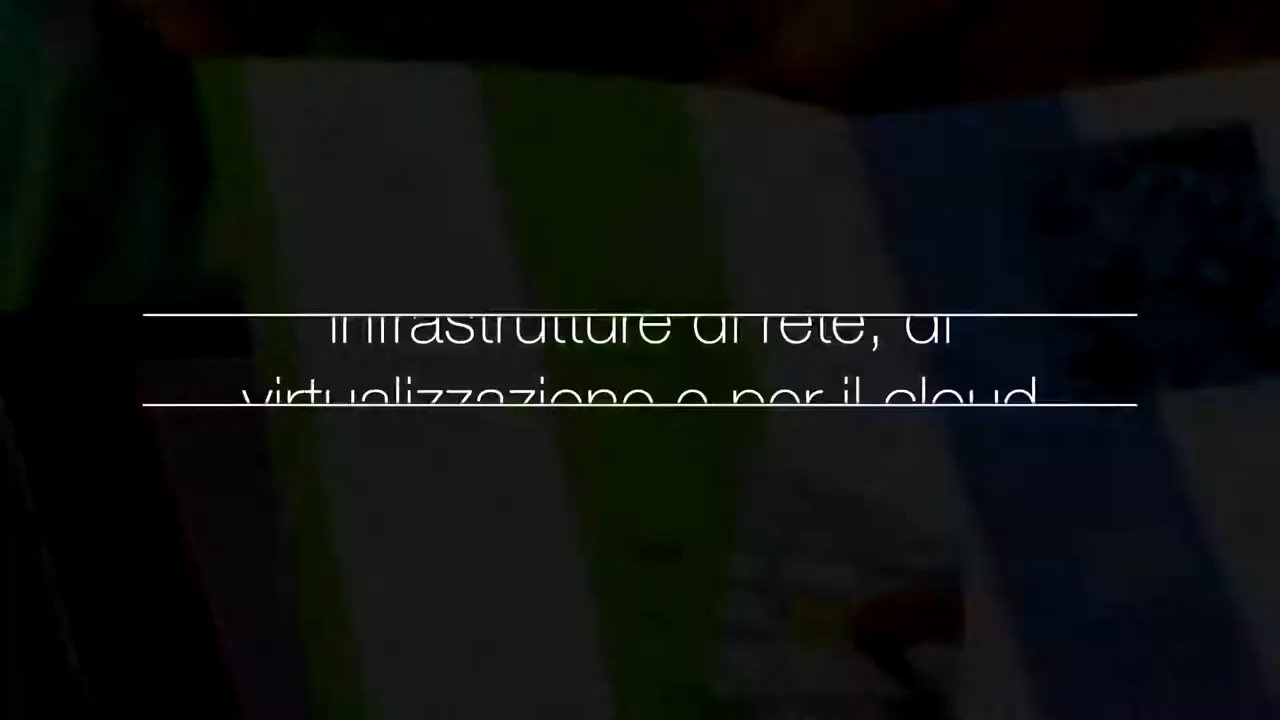 infrastrutture di rete, di
virtualizzazione e per il cloud